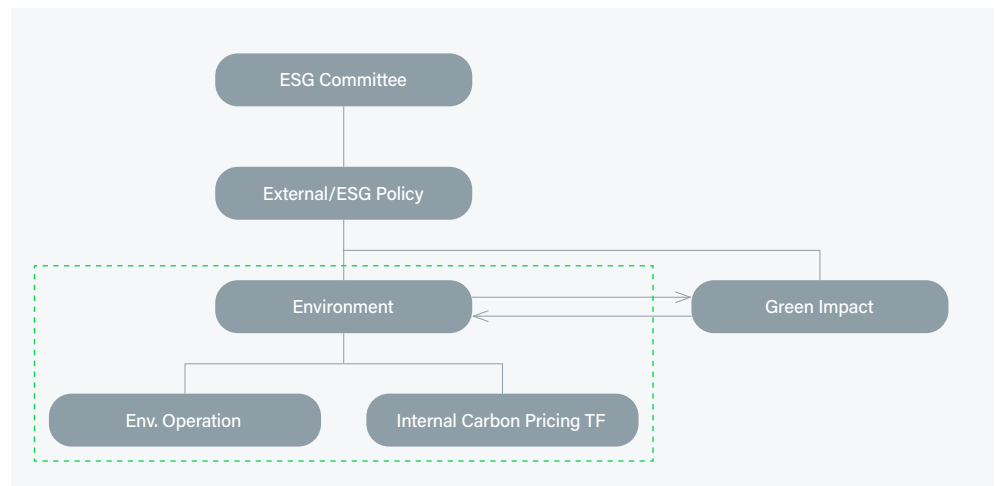 ESG Committee
External/ESG Policy
Environment
Green Impact
Env. Operation
Internal Carbon Pricing TF